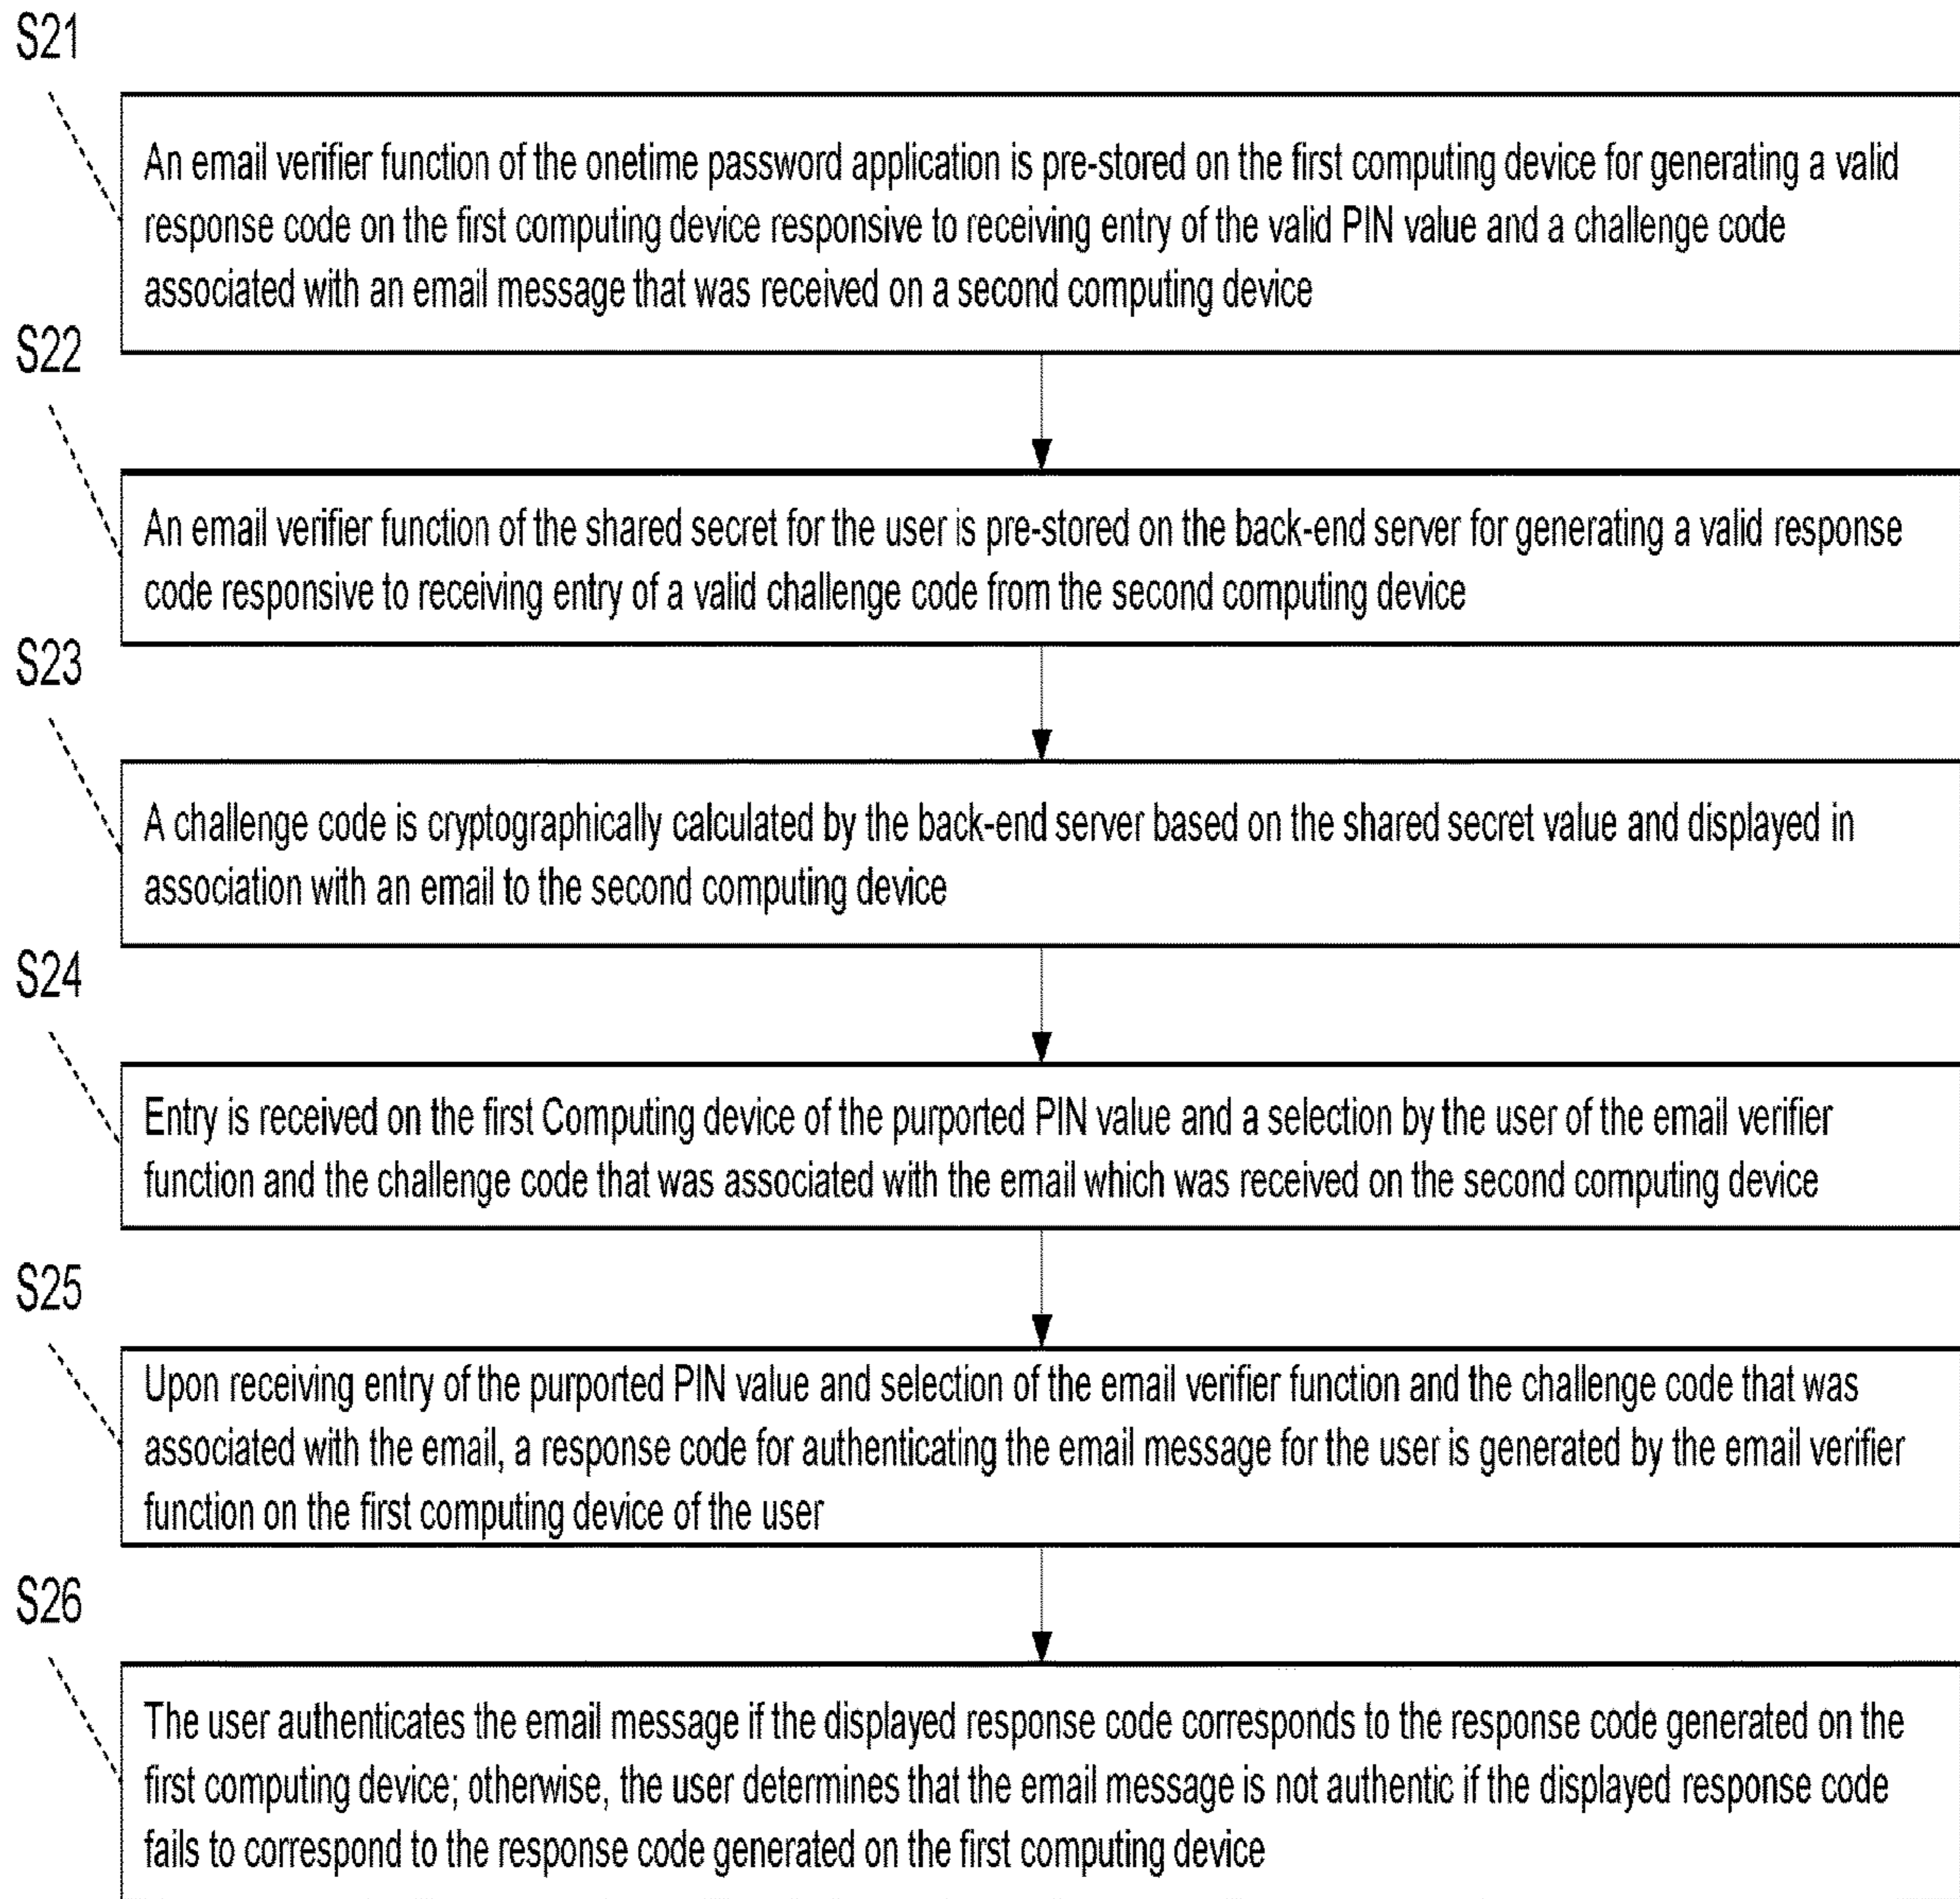 S21
An email verifier function of the onetime password application is pre-stored on the first computing device for generating a valid
response code on the first computing device responsive to receiving entry of the valid PIN value and a challenge code
associated with an email message that was received on a second computing device
S22
An email verifier function of the shared secret for the user is pre-stored on the back-end server for generating a valid response
code responsive to receiving entry of a valid challenge code from the second computing device
S23
A challenge code is cryptographically calculated by the back-end server based on the shared secret value and displayed in
association with an email to the second computing device
S24
Entry is received on the first Computing device of the purported PIN value and a selection by the user of the email verifier
function and the challenge code that was associated with the email which was received on the second computing device
S25
Upon receiving entry of the purported PIN value and selection of the email verifier function and the challenge code that was
associated with the email, a response code for authenticating the email message for the user is generated by the email verifier
function on the first computing device of the user
S26
The user authenticates the email message if the displayed response code corresponds to the response code generated on the
first computing device; otherwise, the user determines that the email message is not authentic if the displayed response code
fails to correspond to the response code generated on the first computing device